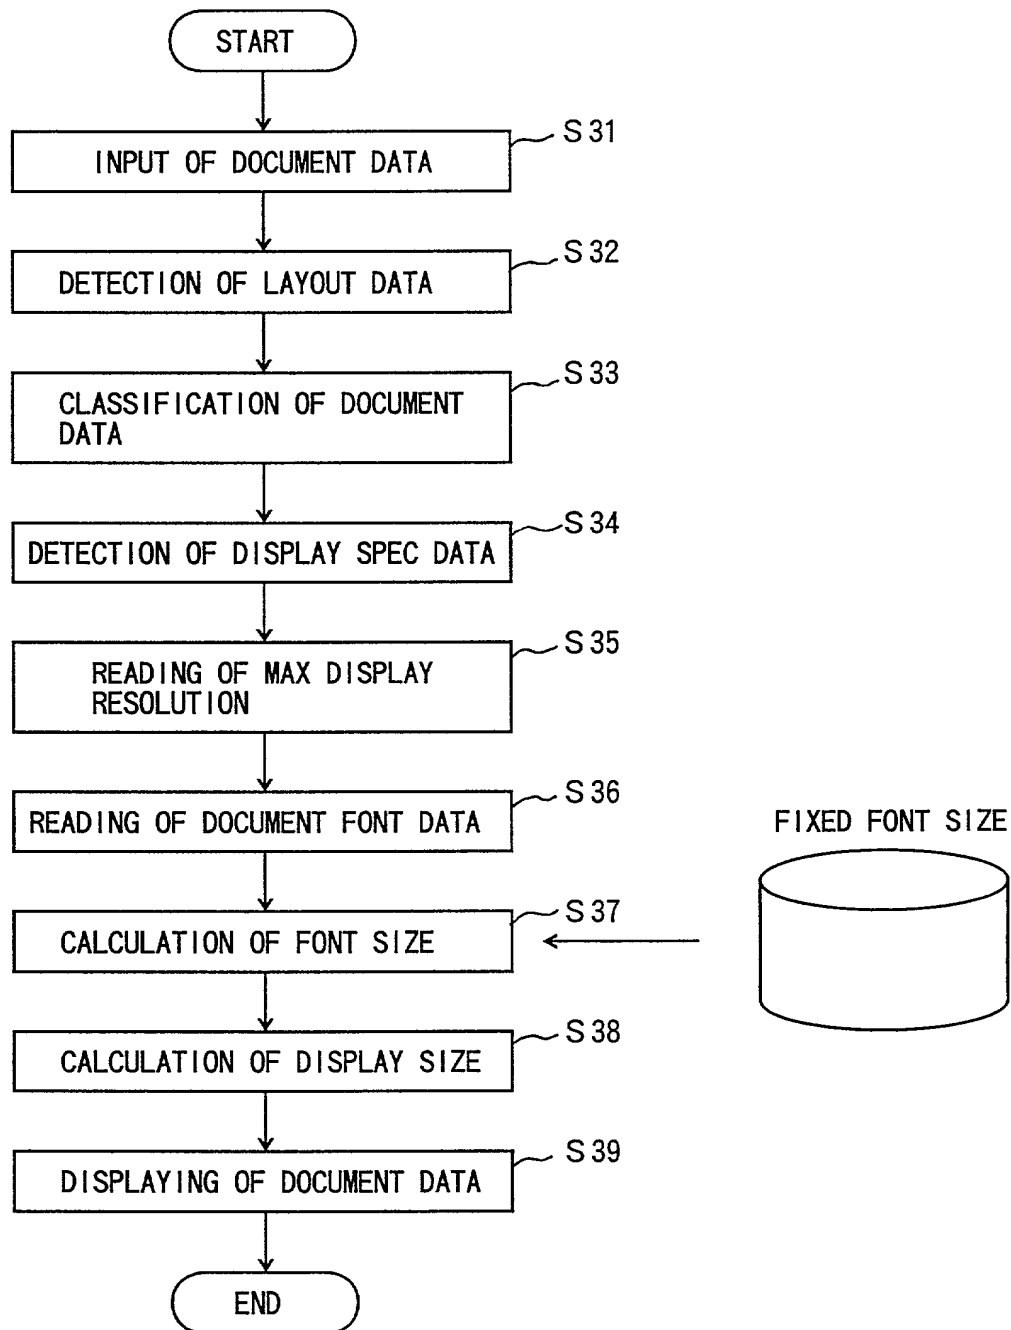 START
S31
INPUT OF DOCUMENT DATA
S32
DETECTION OF LAYOUT DATA
S33
CLASSIFICATION OF DOCUMENT
DATA
S34
DETECTION OF DISPLAY SPEC DATA
S35
READING OF MAX DISPLAY
RESOLUTION
S36
READING OF DOCUMENT FONT DATA
FIXED FONT SIZE
S37
CALCULATION OF FONT SIZE
S38
CALCULATION OF DISPLAY SIZE
S39
DISPLAYING OF DOCUMENT DATA
END